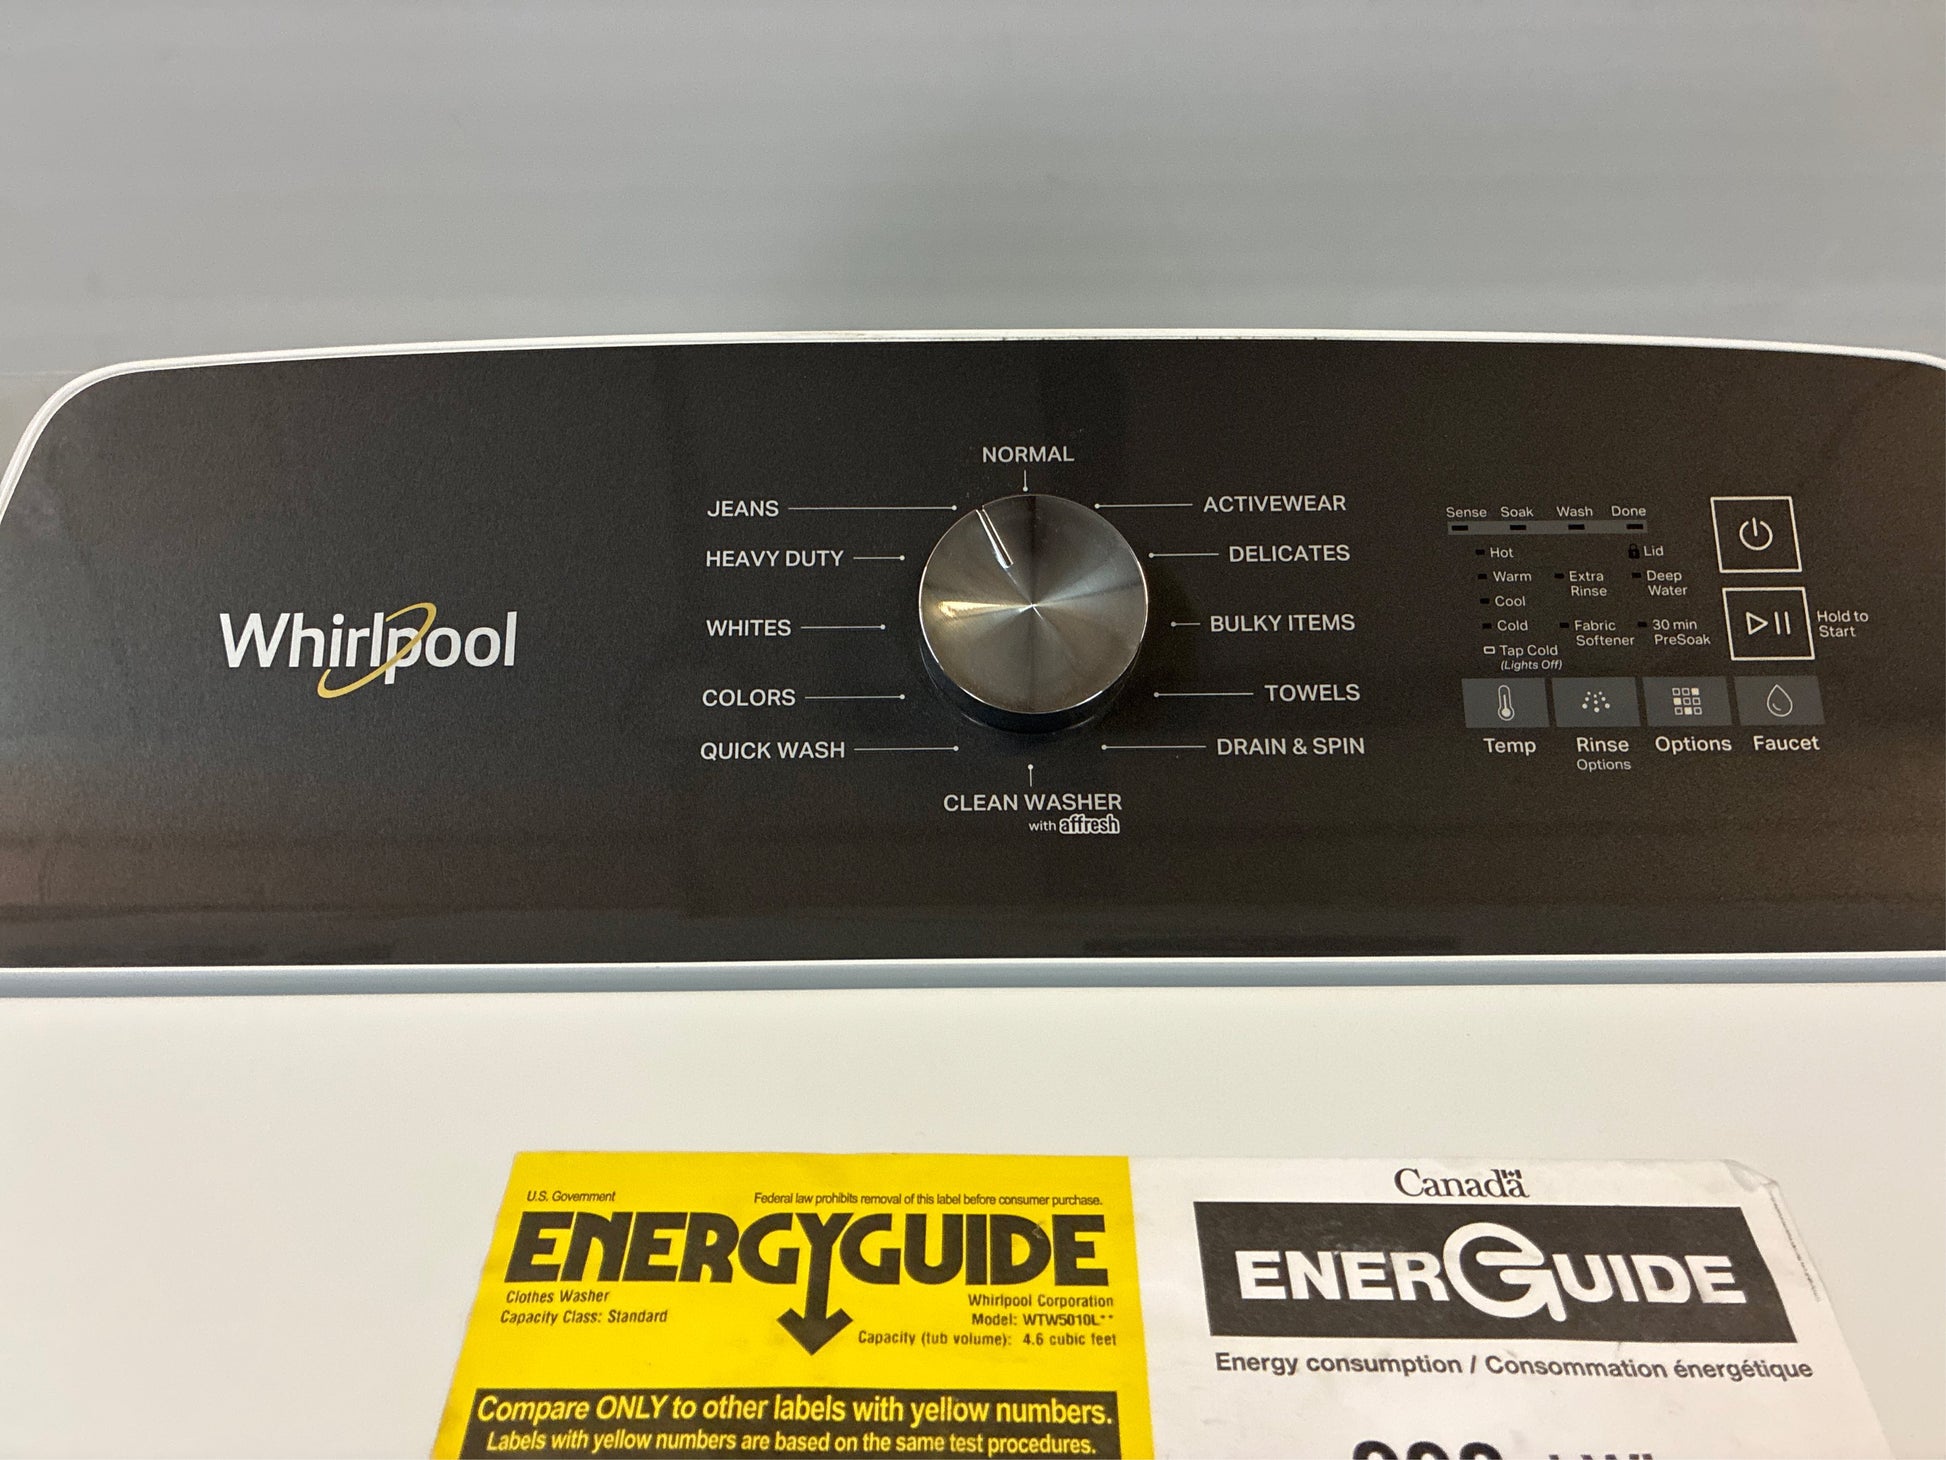 NORMAL
JEANS
ACTIVEWEAR
HEAVY DUTY
DELICATES
WHITES
BULKY ITEMS
COLORS
TOWELS
QUICK WASH
DRAIN & SPIN
CLEAN WASHER
with affresh
Whirlpool
Sense Soak Wash Done
Hot
Lid
Warm
Extra
Rinse
Deep
Water
Cool
Cold
Fabric
Softener
30 min
PreSoak
Tap Cold
(Lights Off)
Hold to
Start
Temp
Rinse
Options
Options
Faucet
U.S. Government
Federal law prohibits removal of this label before consumer purchase.
ENERGYGUIDE
Clothes Washer
Capacity Class: Standard
Whirlpool Corporation
Model: WTW5010L**
Capacity (tub volume): 4.6 cubic feet
Compare ONLY to other labels with yellow numbers.
Labels with yellow numbers are based on the same test procedures.
Canada
ENERGUIDE
Energy consumption / Consommation énergétique